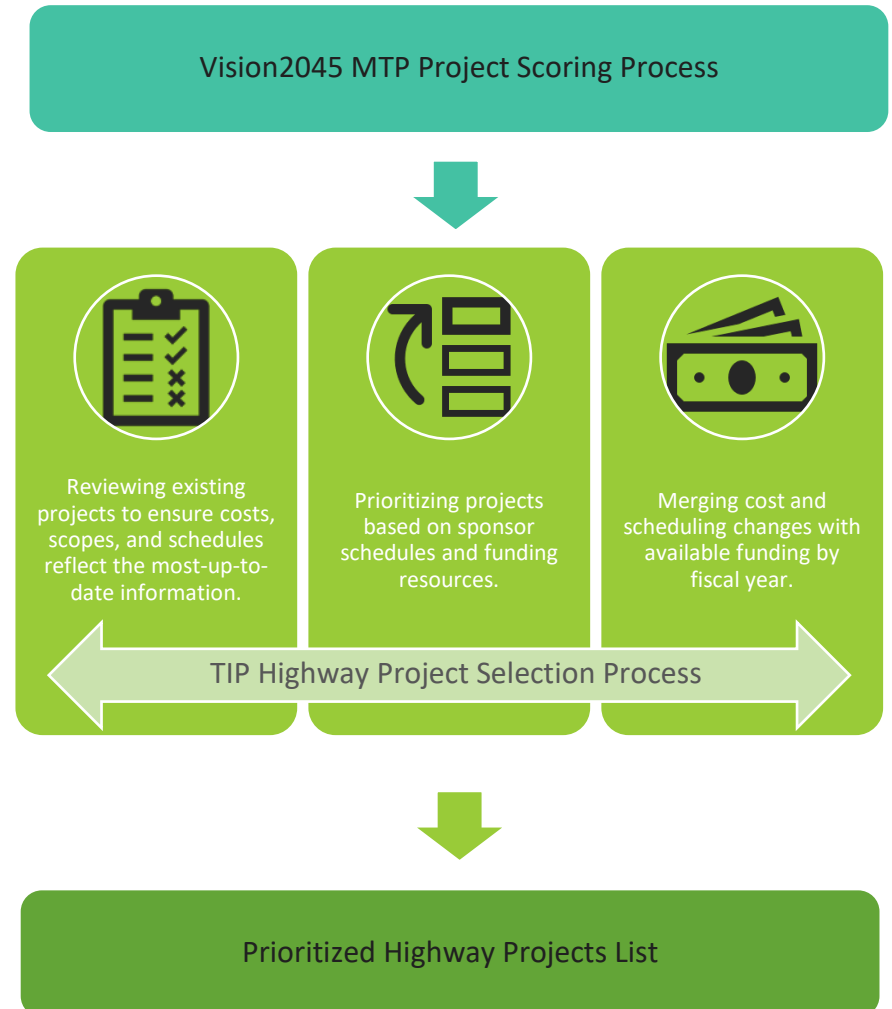 Vision2045 MTP Project Scoring Process
Reviewing existing
projects to ensure costs,
scopes, and schedules
reflect the most-up-to-
date information.
Prioritizing projects
based on sponsor
schedules and funding
resources.
Merging cost and
scheduling changes with
available funding by
fiscal year.
TIP Highway Project Selection Process
Prioritized Highway Projects List